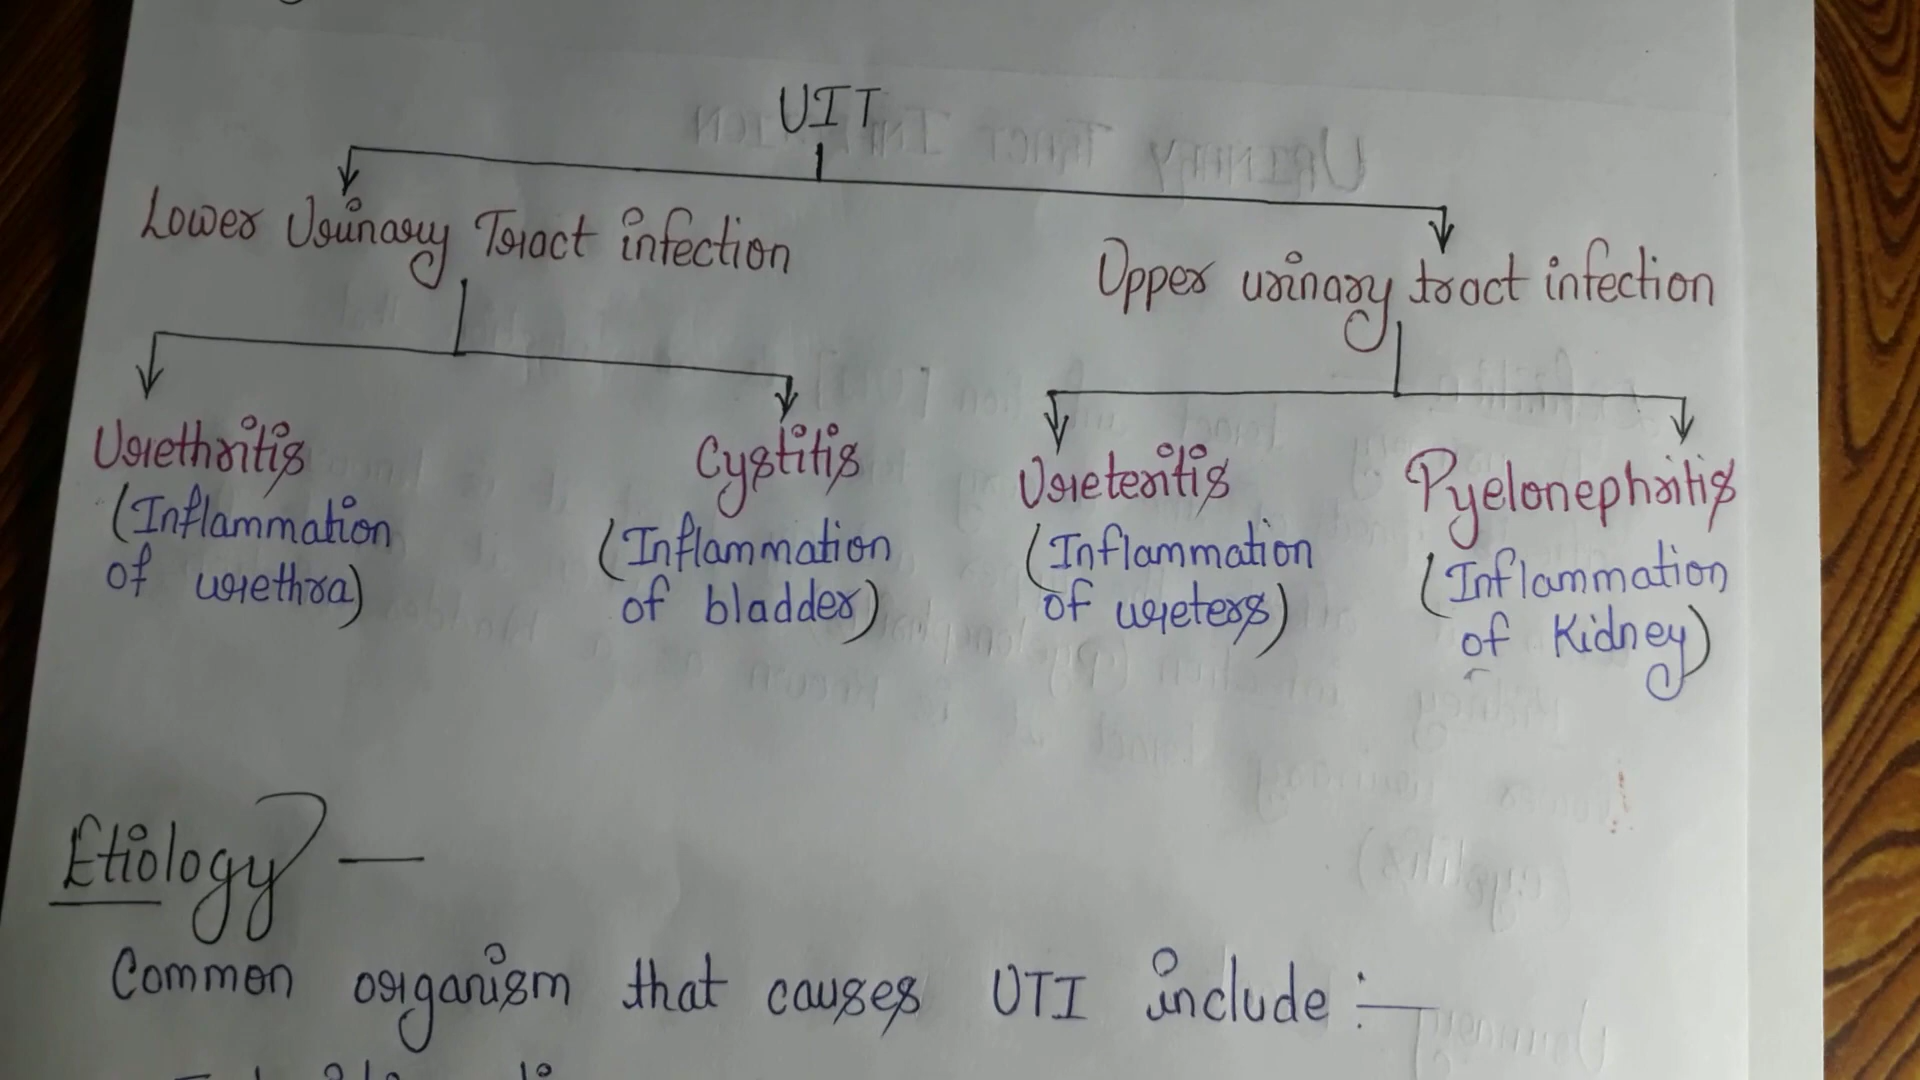 UIT
Lower Urinary Tract infection
Upper urinary tract infection
Urethritis
(Inflammation
of urethra)
Cystitis
(Inflammation
of bladder)
Ureteritis
(Inflammation
of ureters)
Pyelonephritis
(Inflammation
of Kidney)
Etiology —
Common organism that causes UTI include :—